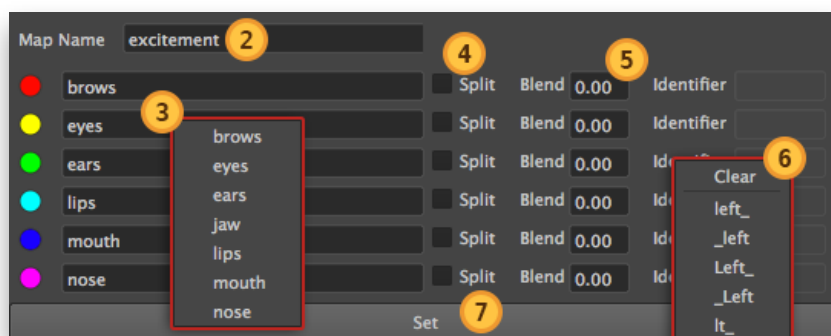 Map Name excitement 2
4
5
brows Split Blend 0.00 Identifier
3
eyes Split Blend 0.00 Identifier
brows
eyes
ears
jaw
lips
mouth
nose
ears Split Blend 0.00
6
Clear
left_
_left
Left_
_Left
lt_
lips Split Blend 0.00
mouth Split Blend 0.00
nose Split Blend 0.00
Set 7